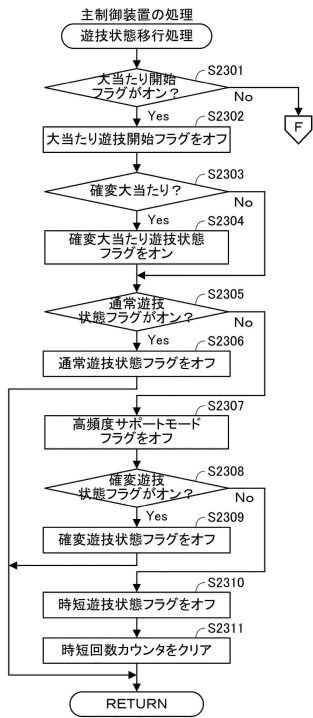 主制御装置の処理
遊技状態移行処理
S2301
大当たり開始
フラグがオン？
No
F
Yes
S2302
大当たり遊技開始フラグをオフ
S2303
確変大当たり？
No
Yes
S2304
確変大当たり遊技状態
フラグをオン
S2305
通常遊技
状態フラグがオン？
No
Yes
S2306
通常遊技状態フラグをオフ
S2307
高頻度サポートモード
フラグをオフ
S2308
確変遊技
状態フラグがオン？
No
Yes
S2309
確変遊技状態フラグをオフ
S2310
時短遊技状態フラグをオフ
S2311
時短回数カウンタをクリア
RETURN